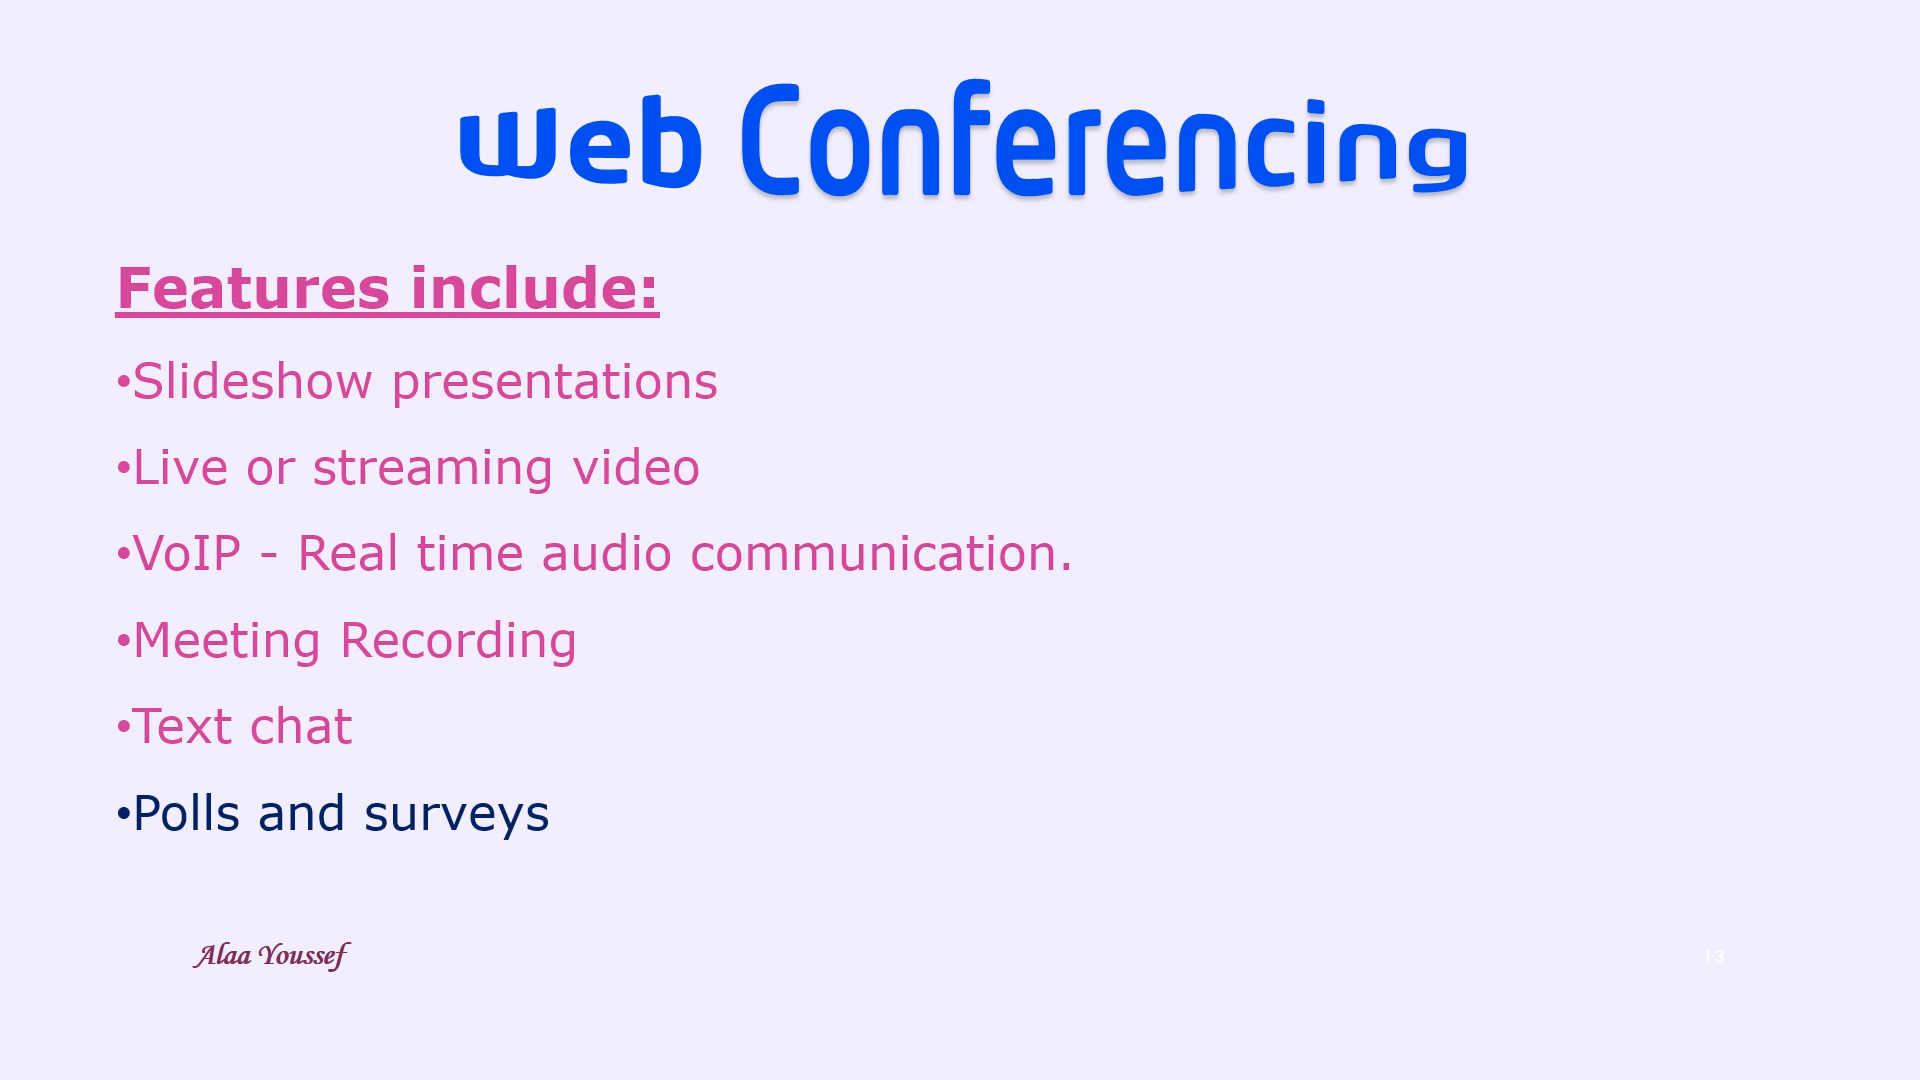 Web Conferencing
Features include:
•Slideshow presentations
•Live or streaming video
•VoIP - Real time audio communication.
•Meeting Recording
•Text chat
•Polls and surveys
Alaa Youssef
13